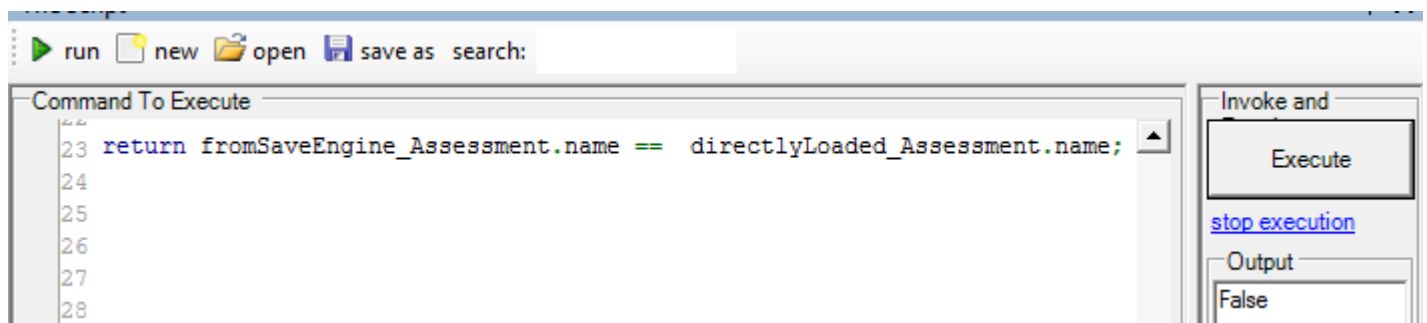 run new open save as search:
Command To Execute
23 return fromSaveEngine_Assessment.name ==  directlyLoaded_Assessment.name;
24
25
26
27
28
Invoke and
Execute
stop execution
Output
False